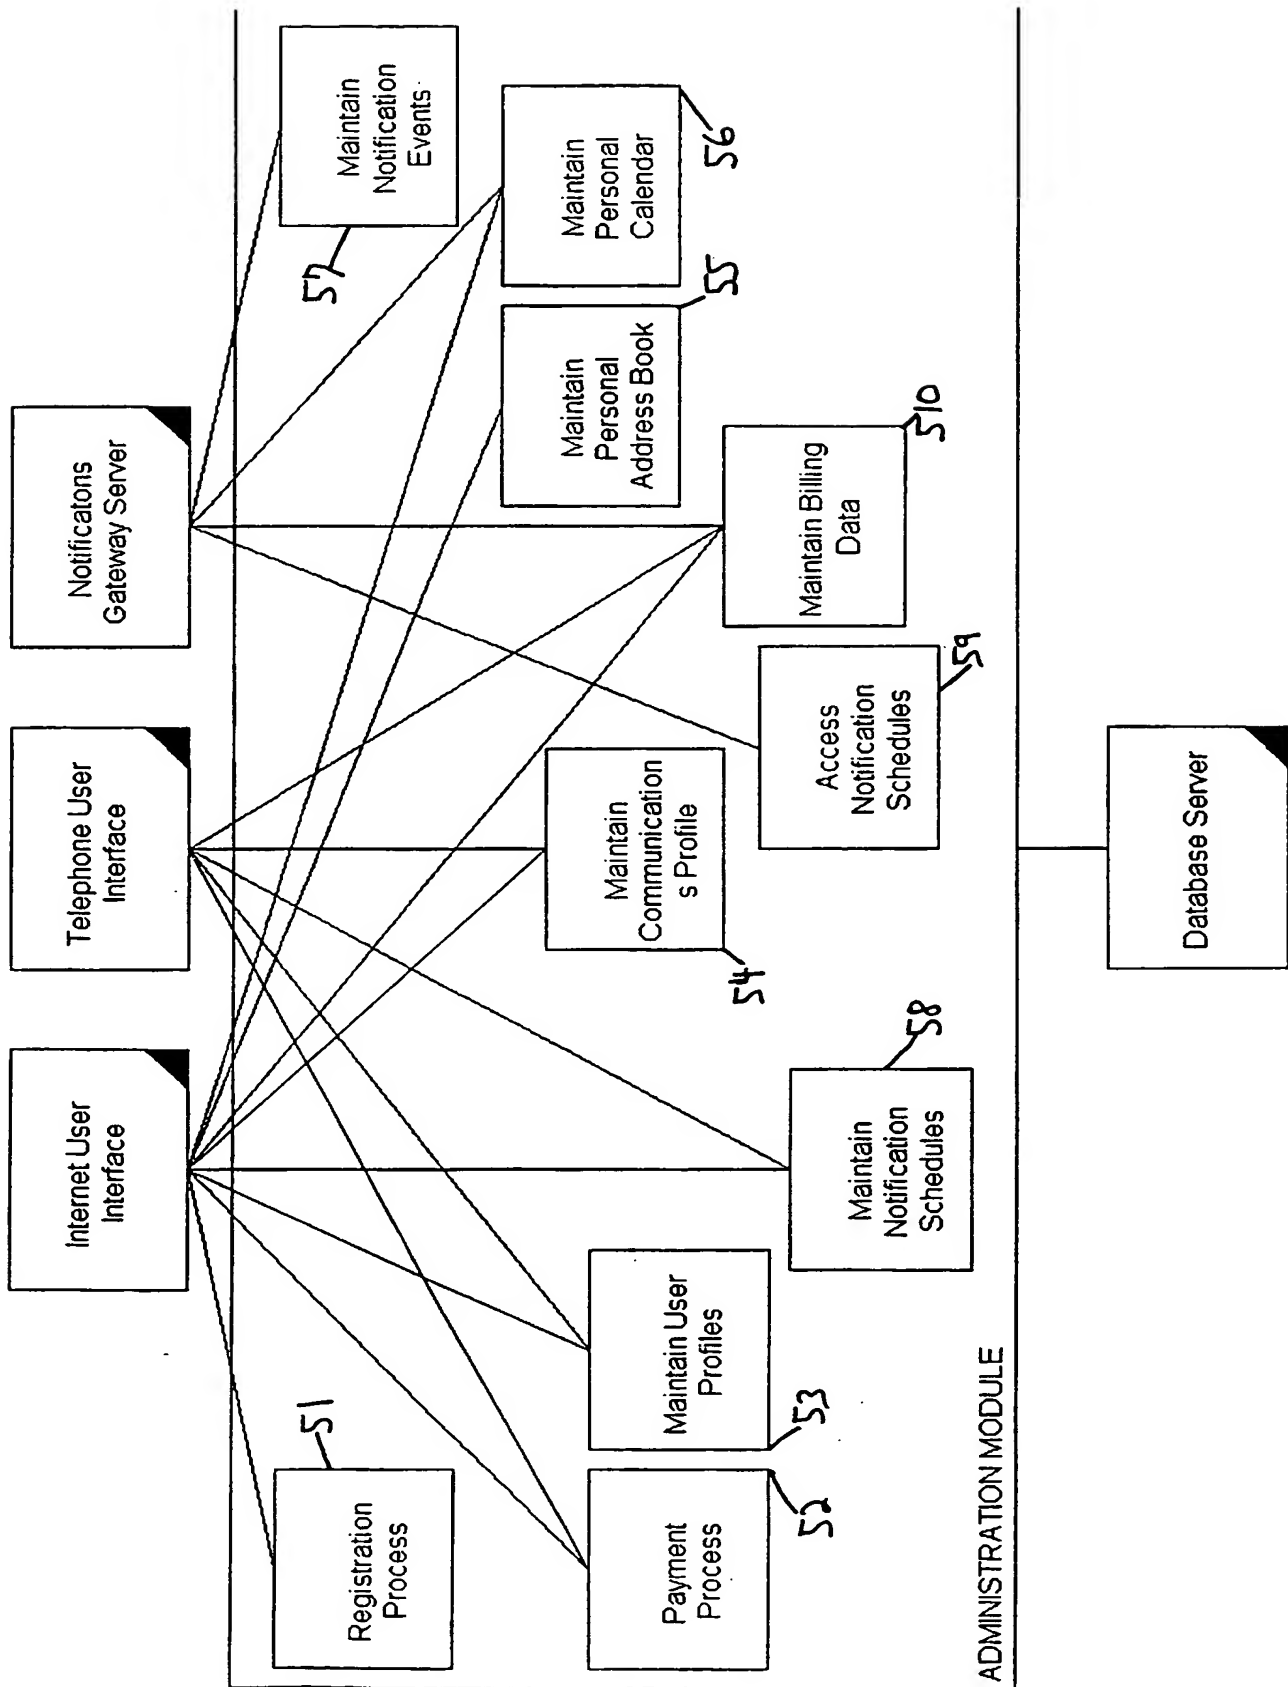 Internet User
Interface
Telephone User
Interface
Notificatons
Gateway Server
Registration
Process
51
57
Maintain
Notification
Events
Payment
Process
52
Maintain User
Profiles
53
Maintain
Communication
s Profile
54
Maintain
Personal
Address Book
55
Maintain
Personal
Calendar
56
Maintain
Notification
Schedules
58
Access
Notification
Schedules
59
Maintain Billing
Data
510
ADMINISTRATION MODULE
Database Server